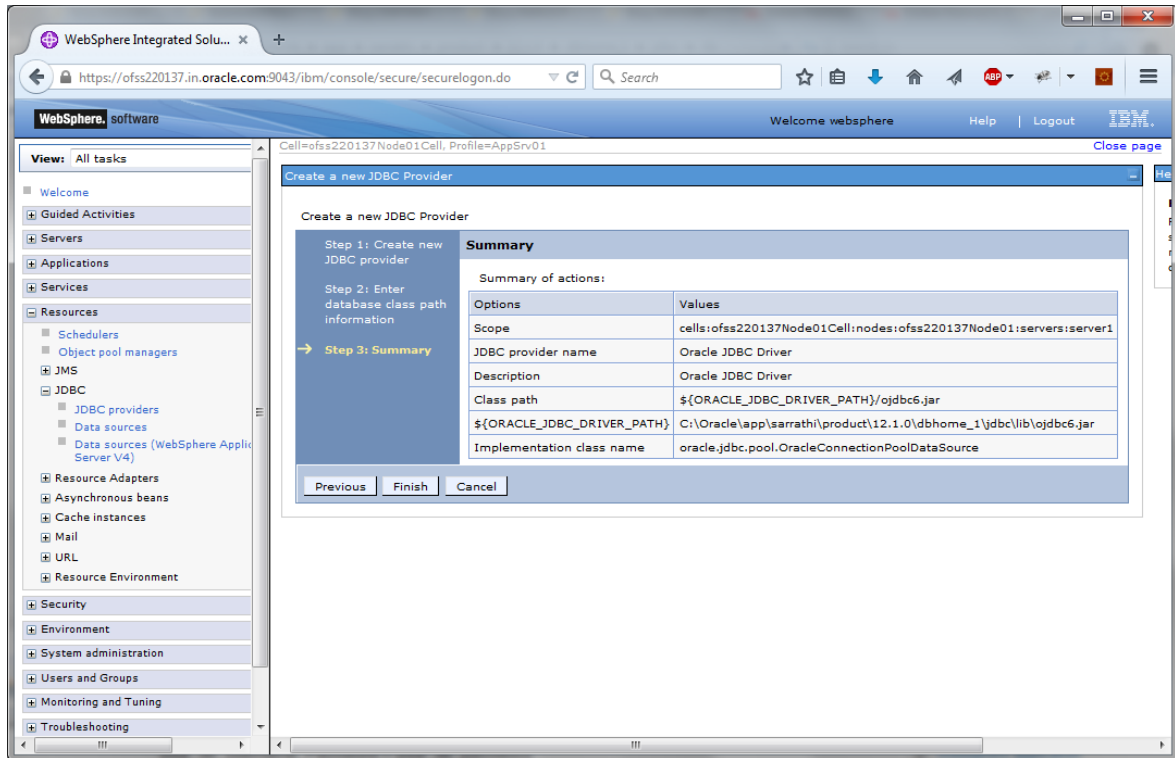 WebSphere Integrated Solu...
https://ofss220137.in.oracle.com:9043/ibm/console/secure/securelogon.do
Search
ABP
WebSphere. software
Welcome websphere
Help | Logout
IBM.
View: All tasks
Cell=ofss220137Node01Cell, Profile=AppSrv01
Close page
Welcome
Guided Activities
Servers
Applications
Services
Resources
Schedulers
Object pool managers
JMS
JDBC
JDBC providers
Data sources
Data sources (WebSphere Applic
Server V4)
Resource Adapters
Asynchronous beans
Cache instances
Mail
URL
Resource Environment
Security
Environment
System administration
Users and Groups
Monitoring and Tuning
Troubleshooting
Create a new JDBC Provider
He
Create a new JDBC Provider
Step 1: Create new
JDBC provider
Step 2: Enter
database class path
information
Step 3: Summary
Summary
Summary of actions:
Options Values
Scope cells:ofss220137Node01Cell:nodes:ofss220137Node01:servers:server1
JDBC provider name Oracle JDBC Driver
Description Oracle JDBC Driver
Class path ${ORACLE_JDBC_DRIVER_PATH}/ojdbc6.jar
${ORACLE_JDBC_DRIVER_PATH} C:\Oracle\app\sarrathi\product\12.1.0\dbhome_1\jdbc\lib\ojdbc6.jar
Implementation class name oracle.jdbc.pool.OracleConnectionPoolDataSource
Previous Finish Cancel